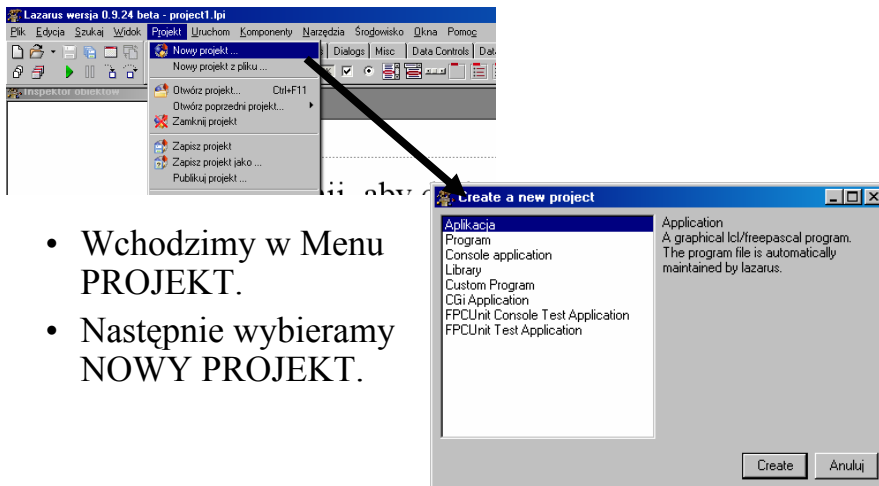 Lazarus wersja 0.9.24 beta - project1.lpi
Plik Edycja Szukaj Widok Projekt Uruchom Komponenty Narzędzia Środowisko Okna Pomoc
Dialogs Misc Data Controls
Nowy projekt ...
Nowy projekt z pliku ...
Inspektor obiektów
Otwórz projekt... Ctrl+F11
Otwórz poprzedni projekt...
Zamknij projekt
Zapisz projekt
Zapisz projekt jako ...
Publikuj projekt ...
aby
Create a new project
Aplikacja
Program
Console application
Library
Custom Program
CGi Application
FPCUnit Console Test Application
FPCUnit Test Application
Application
A graphical lcl/freepascal program.
The program file is automatically
maintained by lazarus.
Create Anuluj
• Wchodzimy w Menu
PROJEKT.
• Następnie wybieramy
NOWY PROJEKT.